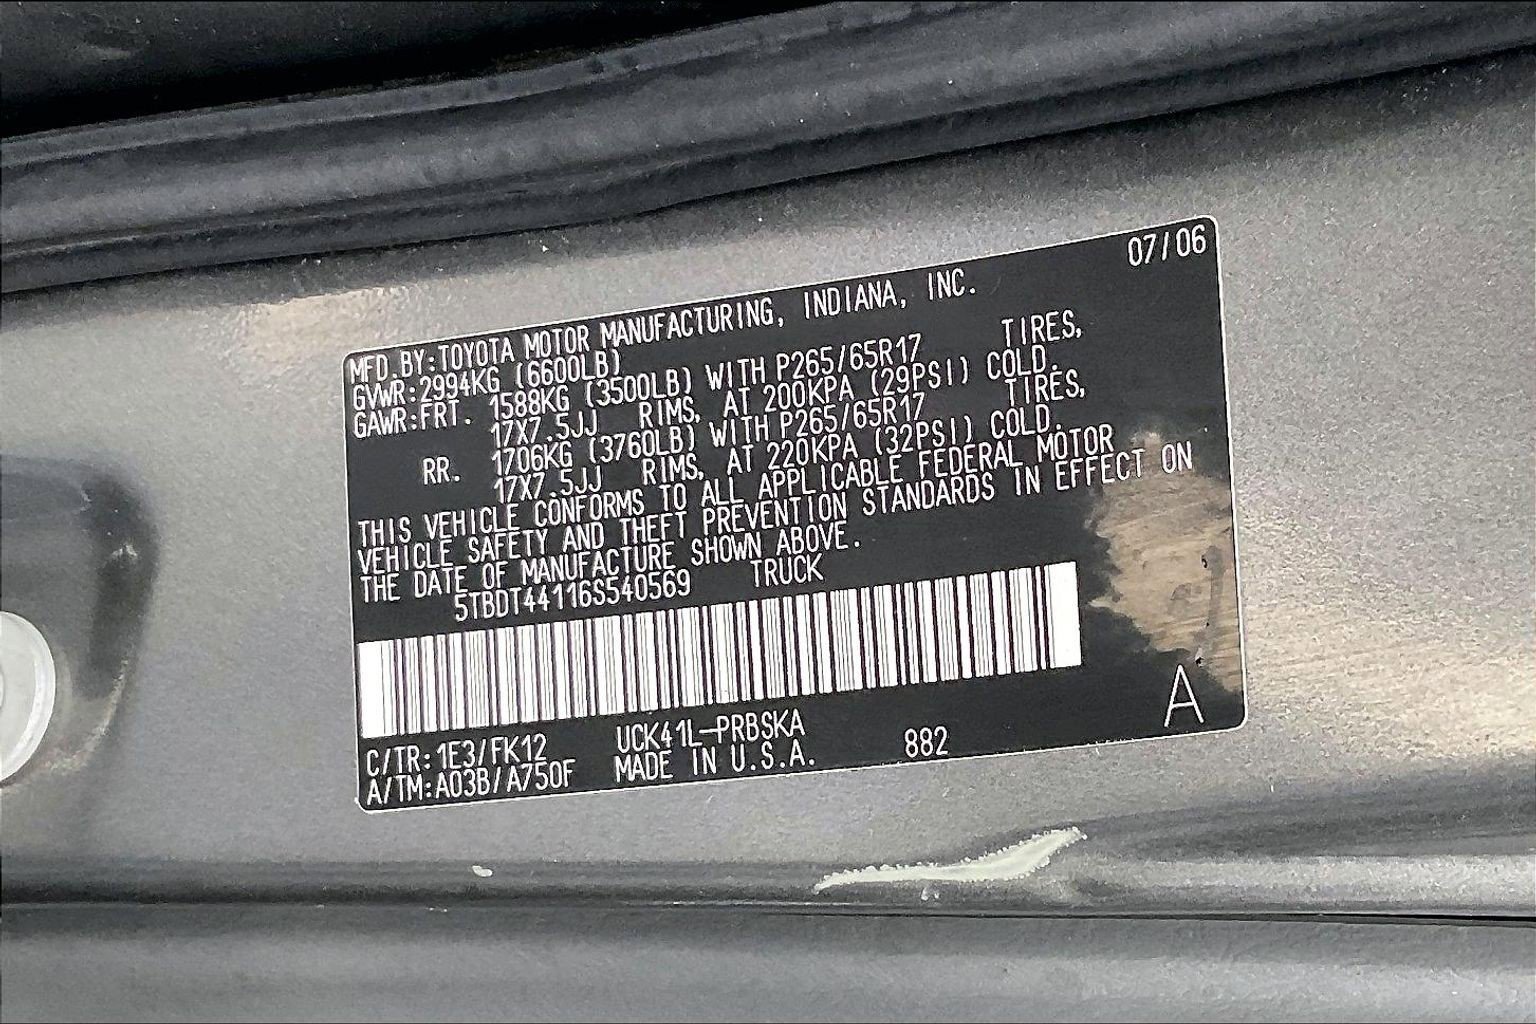 07/06
MFD.BY:TOYOTA MOTOR MANUFACTURING, INDIANA, INC.
GVWR:2994KG (6600LB)
GAWR:FRT. 1588KG (3500LB) WITH P265/65R17 TIRES,
17X7.5JJ RIMS, AT 200KPA (29PSI) COLD.
RR. 1706KG (3760LB) WITH P265/65R17 TIRES,
17X7.5JJ RIMS, AT 220KPA (32PSI) COLD.
THIS VEHICLE CONFORMS TO ALL APPLICABLE FEDERAL MOTOR
VEHICLE SAFETY AND THEFT PREVENTION STANDARDS IN EFFECT ON
THE DATE OF MANUFACTURE SHOWN ABOVE.
5TBDT44116S540569 TRUCK
C/TR:1E3/FK12 UCK41L-PRBSKA 882 A
A/TM:A03B/A750F MADE IN U.S.A.